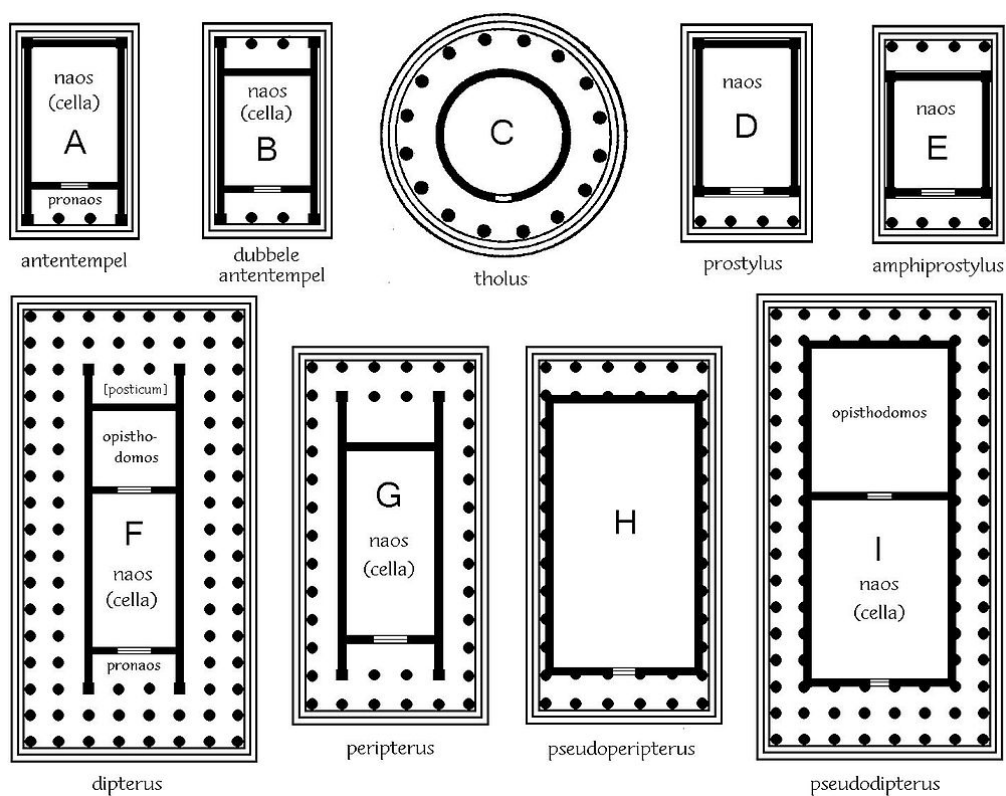 naos
(cella)
A
pronaos
antentempel
naos
(cella)
B
dubbele
antentempel
C
tholus
naos
D
prostylus
naos
E
amphiprostylus
[posticum]
opistho-
domos
F
naos
(cella)
pronaos
dipterus
G
naos
(cella)
peripterus
H
pseudoperipterus
opisthodomos
I
naos
(cella)
pseudodipterus